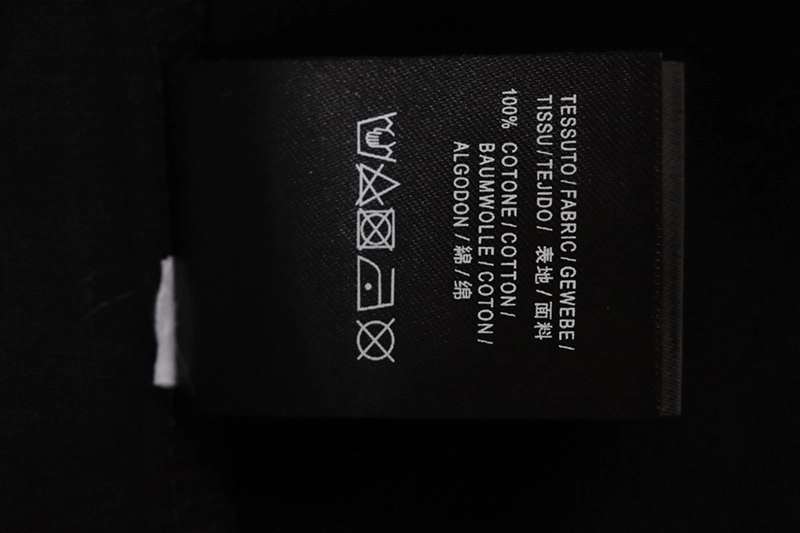 TESSUTO/FABRIC/GEWEBE/
TISSU/TEJIDO/ 表地/面料
100% COTONE/COTTON/
BAUMWOLLE/COTON/
ALGODON/綿/绵